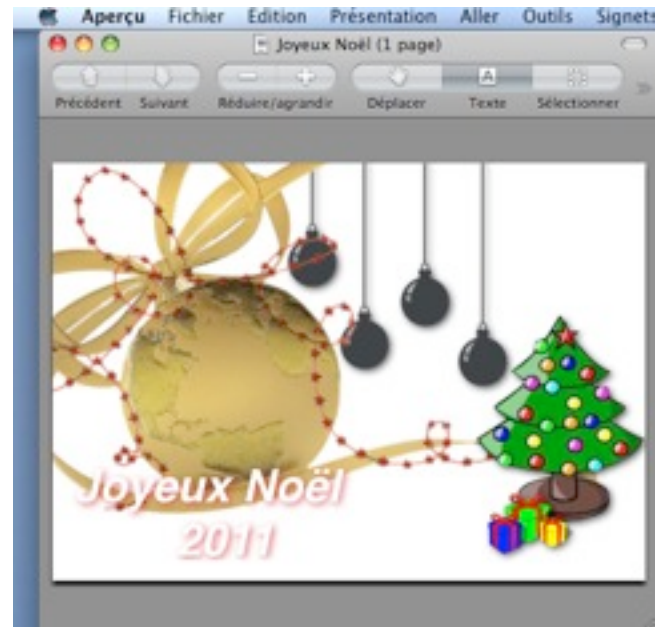 Aperçu Fichier Edition Présentation Aller Outils Signets
Joyeux Noël (1 page)
Précédent Suivant Réduire/agrandir Déplacer Texte Sélectionner
Joyeux Noël
2011